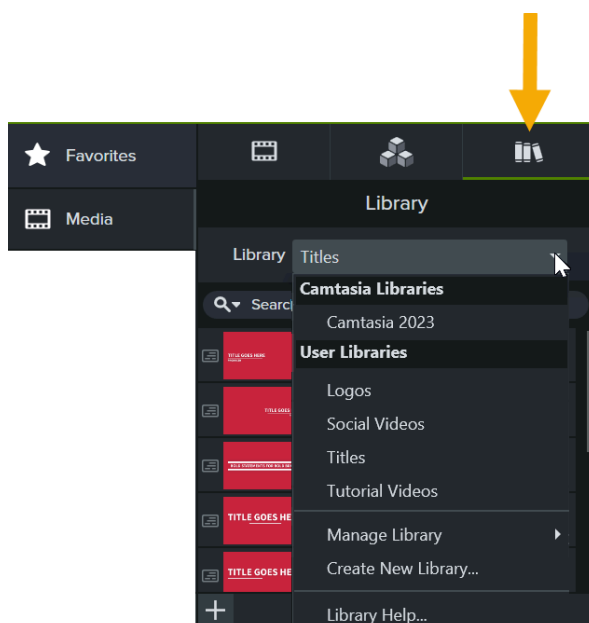 Favorites
Media
Library
Library Titles
Search
Camtasia Libraries
Camtasia 2023
User Libraries
Logos
Social Videos
Titles
Tutorial Videos
Manage Library
Create New Library...
Library Help...
TITLE GOES HERE
TITLE GOES
TITLE GOES HE
TITLE GOES HE